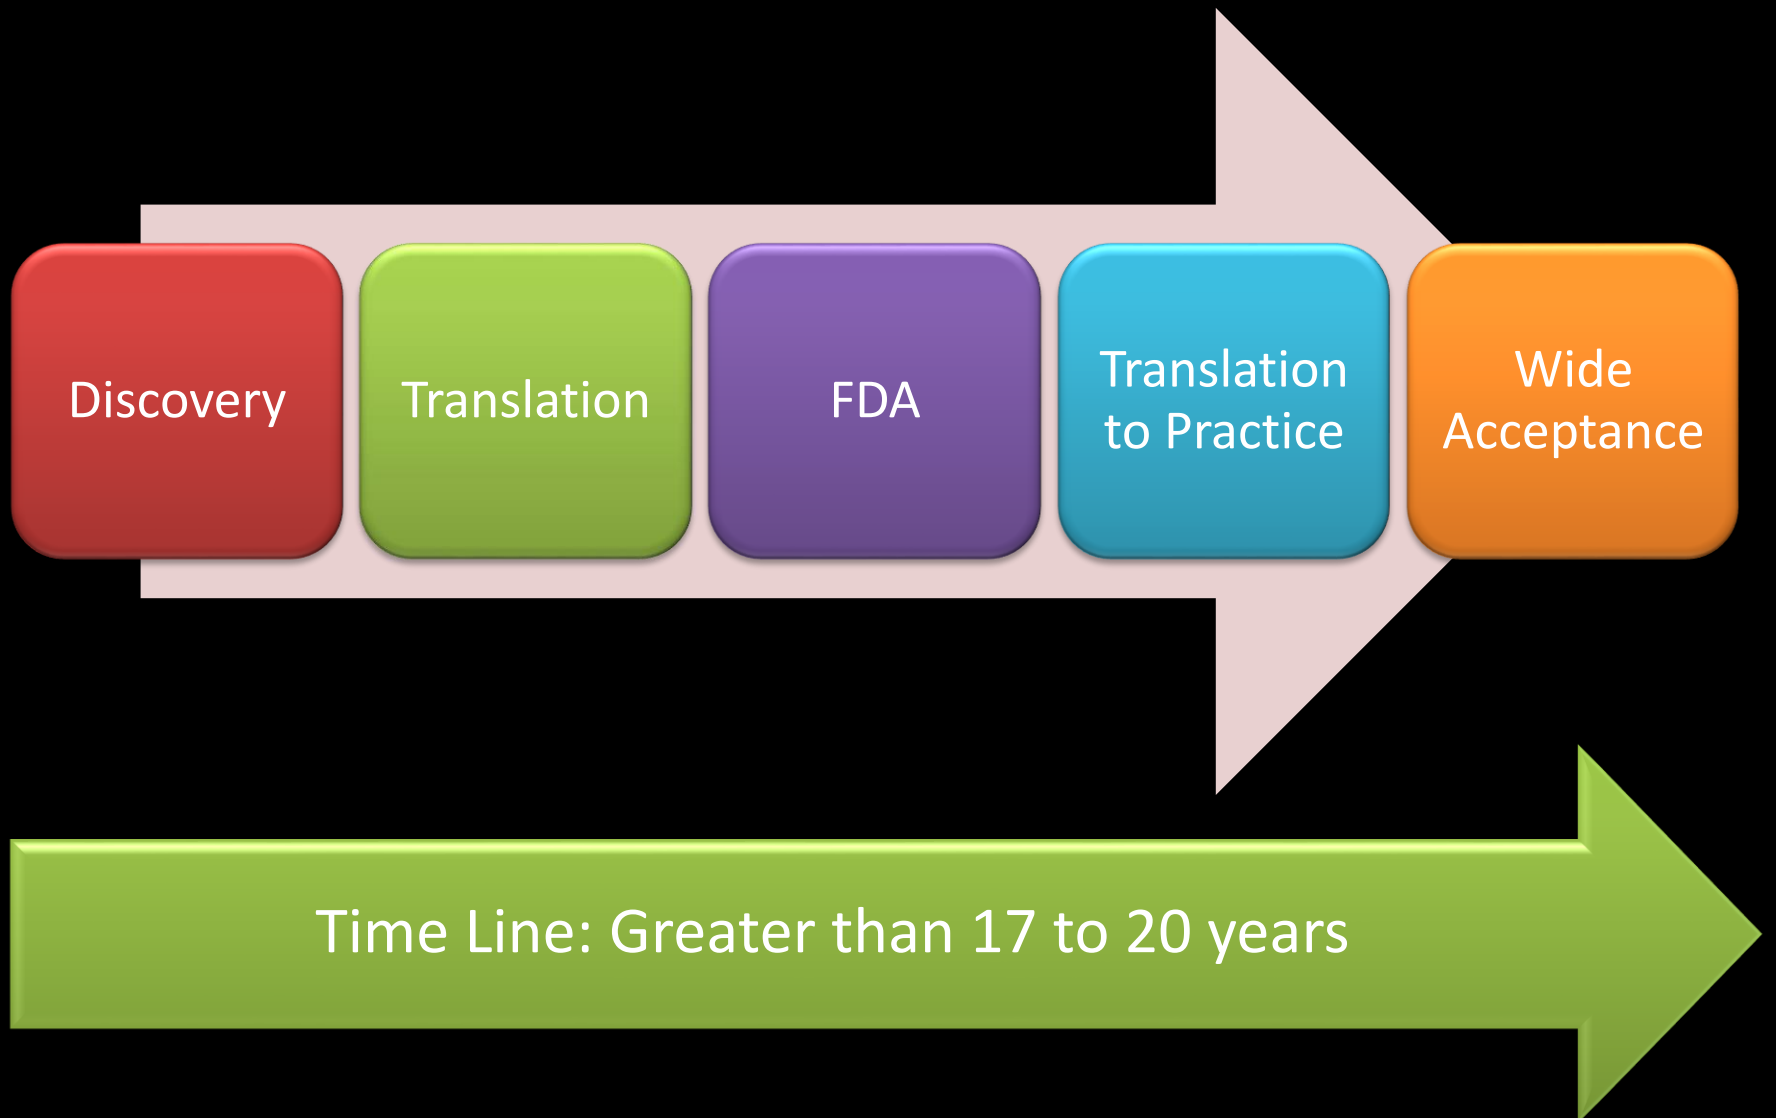 Discovery
Translation
FDA
Translation
to Practice
Wide
Acceptance
Time Line: Greater than 17 to 20 years